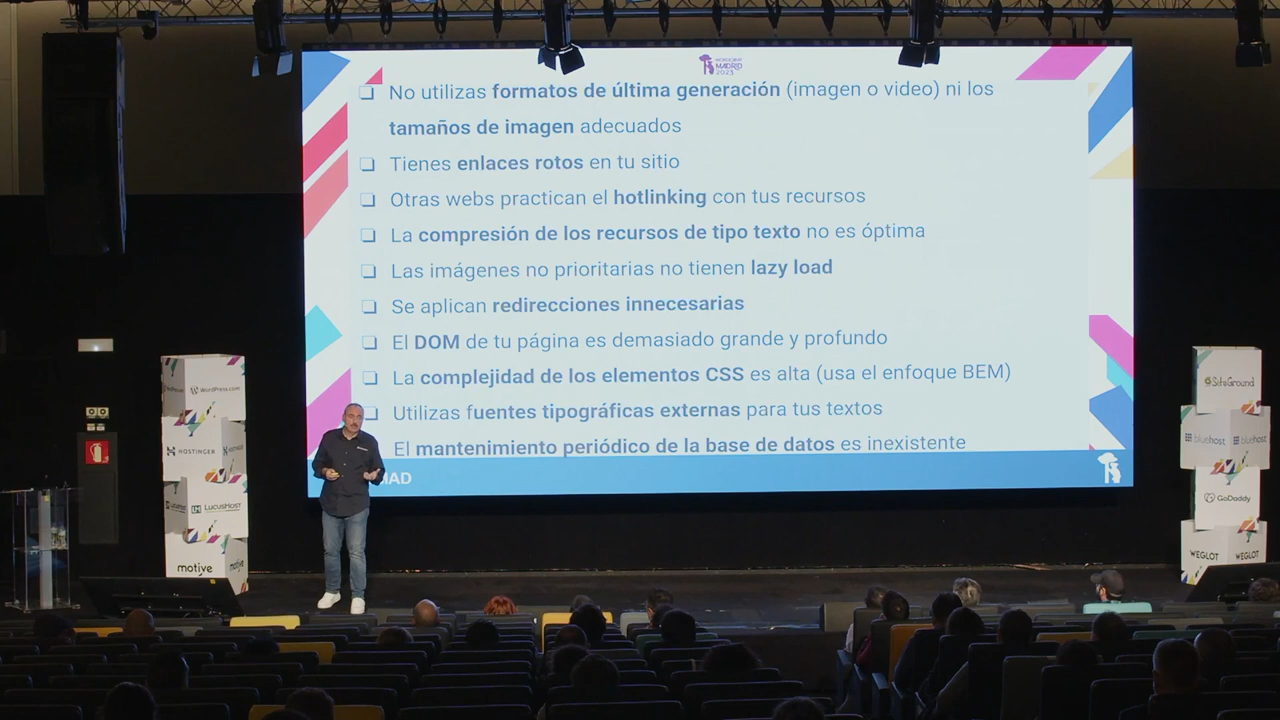 WORDCAMP
MADRID
2023
No utilizas formatos de última generación (imagen o video) ni los
tamaños de imagen adecuados
Tienes enlaces rotos en tu sitio
Otras webs practican el hotlinking con tus recursos
La compresión de los recursos de tipo texto no es óptima
Las imágenes no prioritarias no tienen lazy load
Se aplican redirecciones innecesarias
El DOM de tu página es demasiado grande y profundo
La complejidad de los elementos CSS es alta (usa el enfoque BEM)
Utilizas fuentes tipográficas externas para tus textos
El mantenimiento periódico de la base de datos es inexistente
MAD
WordPress.com
HOSTINGER
LucusHost
motive
SiteGround
bluehost
bluehost
GoDaddy
WEGLOT
WEGLOT